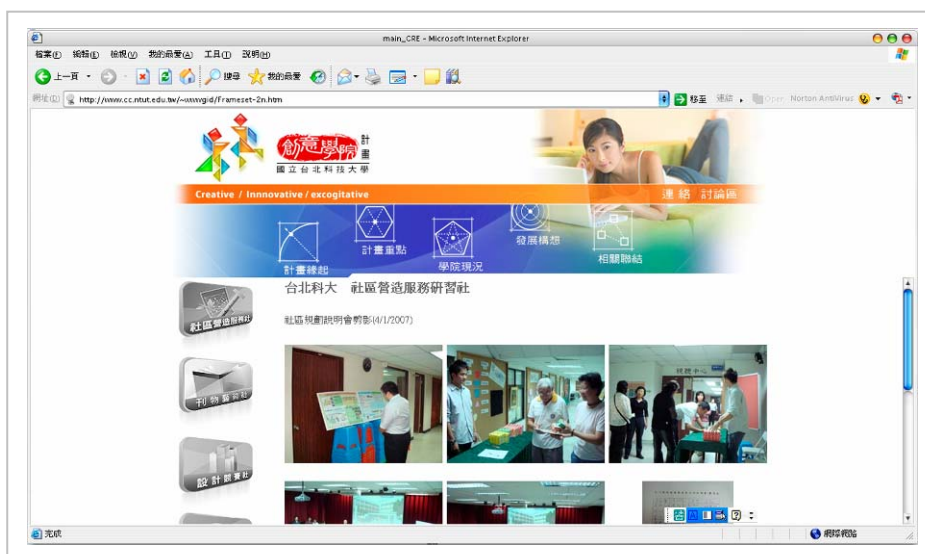 main_CRE - Microsoft Internet Explorer
檔案(F) 編輯(E) 檢視(V) 我的最愛(A) 工具(T) 說明(H)
上一頁 搜尋 我的最愛
網址(D) http://www.cc.ntut.edu.tw/~wwwgid/Frameset-2n.htm 移至 連結 Norton AntiVirus
創意學院 計畫
國立台北科技大學
Creative / Innnovative / excogitative 連絡 討論區
計畫緣起 計畫重點 學院現況 發展構想 相關聯結
台北科大 社區營造服務研習社
社區營造服務社
社區規劃說明會剪影(4/1/2007)
設計競賽社
完成 網際網路